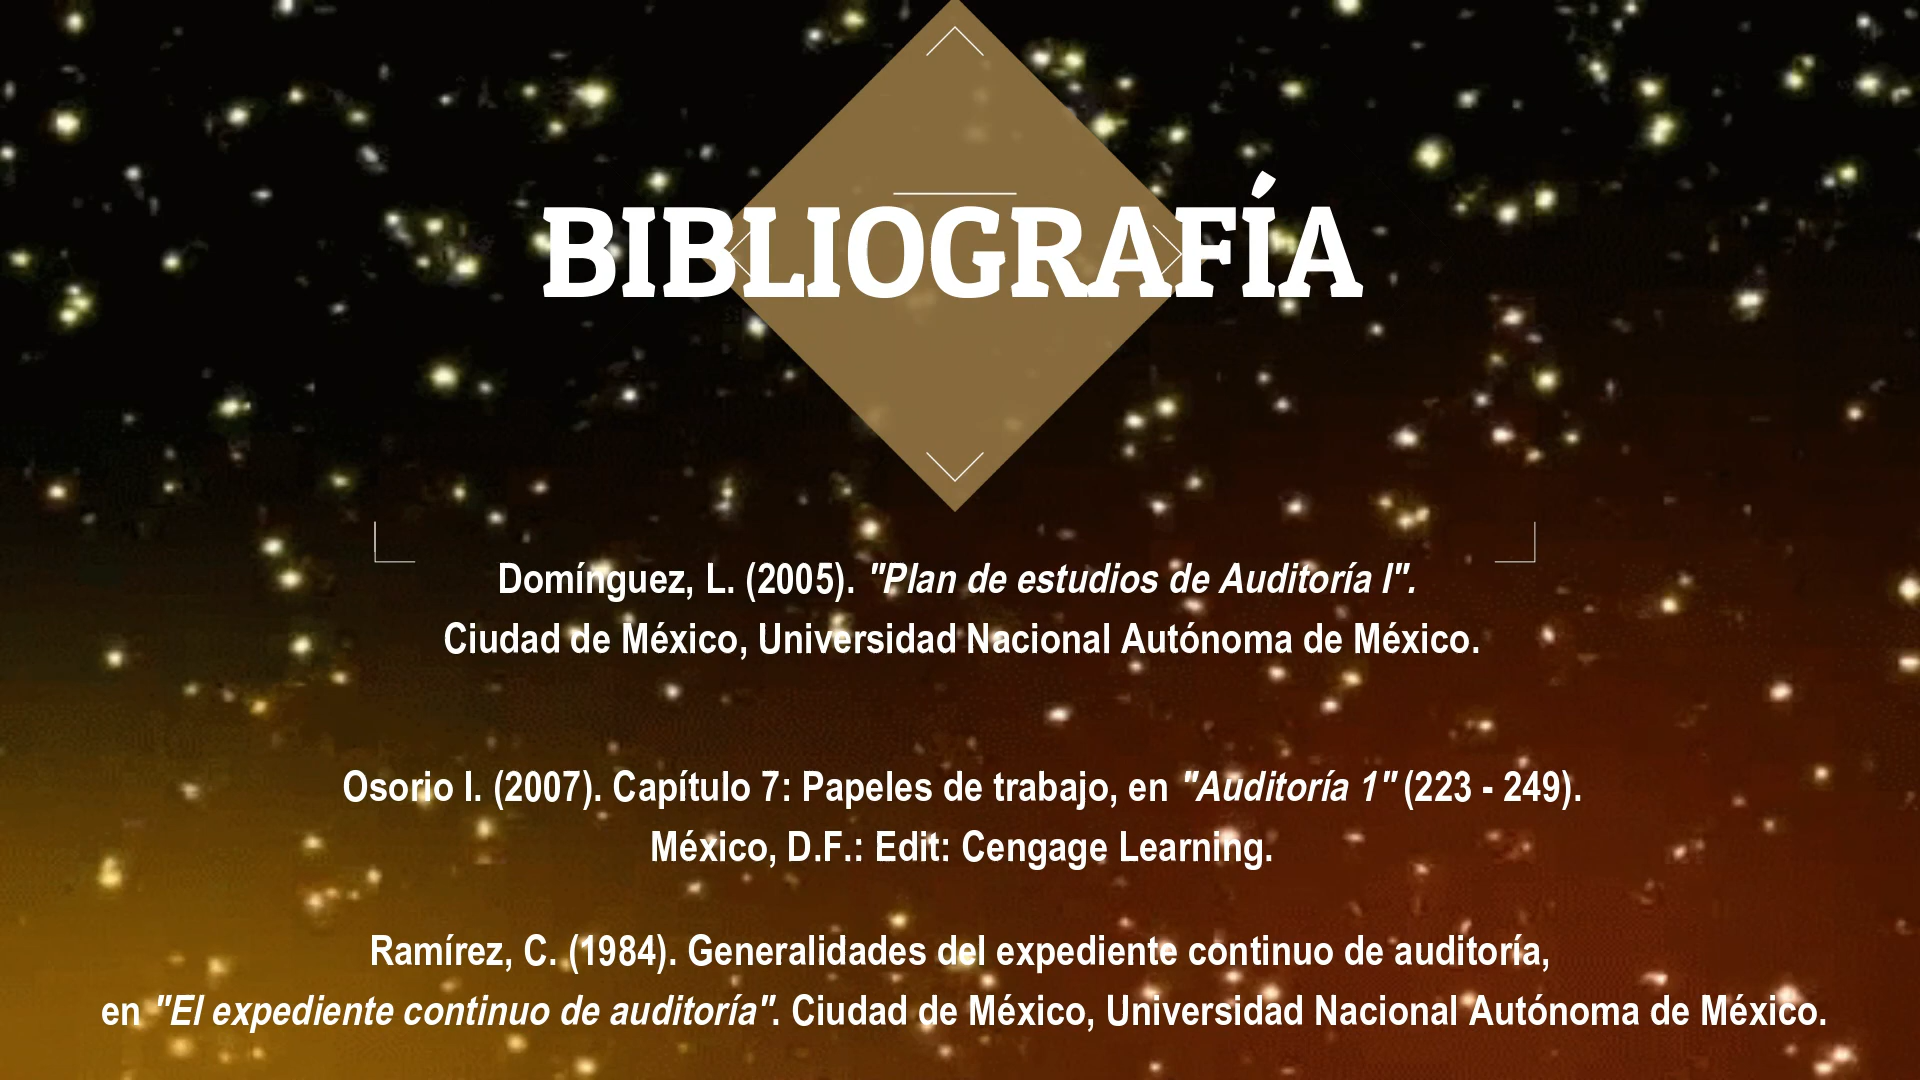 BIBLIOGRAFÍA
Domínguez, L. (2005). "Plan de estudios de Auditoría I".
Ciudad de México, Universidad Nacional Autónoma de México.
Osorio I. (2007). Capítulo 7: Papeles de trabajo, en "Auditoría 1" (223 - 249).
México, D.F.: Edit: Cengage Learning.
Ramírez, C. (1984). Generalidades del expediente continuo de auditoría,
en "El expediente continuo de auditoría". Ciudad de México, Universidad Nacional Autónoma de México.